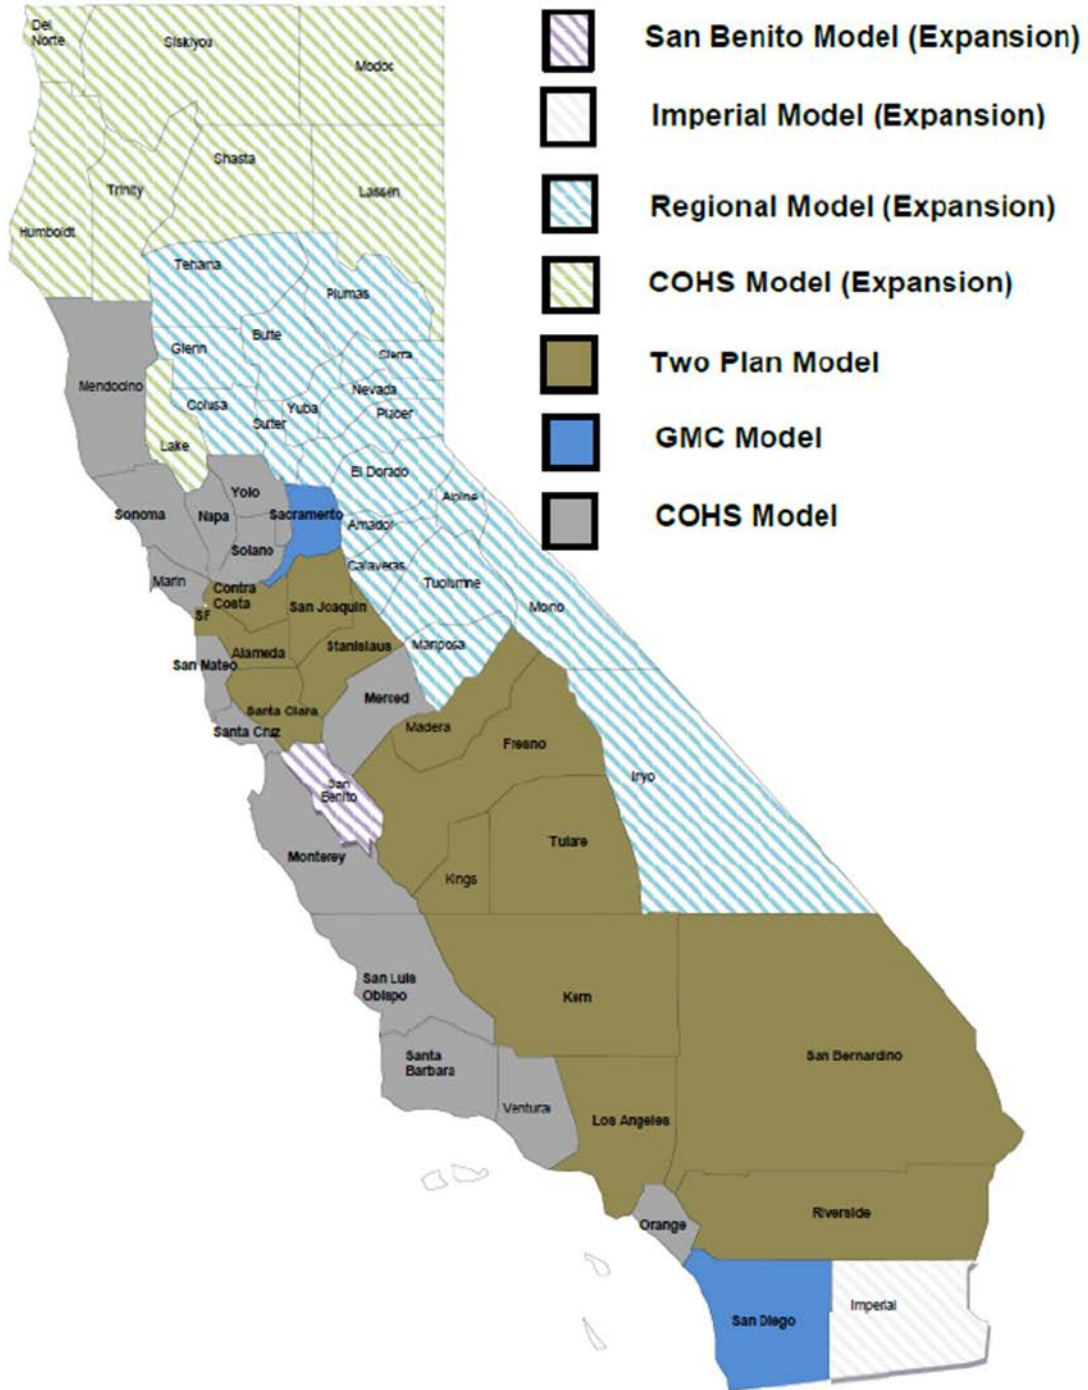 San Benito Model (Expansion)
Imperial Model (Expansion)
Regional Model (Expansion)
COHS Model (Expansion)
Two Plan Model
GMC Model
COHS Model
Del
Norte
Siskiyou
Modoc
Shasta
Trinity
Lassen
Humboldt
Tehama
Plumas
Butte
Glenn
Sierra
Mendocino
Nevada
Colusa
Yuba
Placer
Sutter
Lake
El Dorado
Yolo
Alpine
Sonoma
Napa
Sacramento
Amador
Solano
Calaveras
Marin
Tuolumne
Contra
Costa
San Joaquin
Mono
SF
Stanislaus
Mariposa
Alameda
San Mateo
Merced
Santa Clara
Madera
Santa Cruz
Fresno
Inyo
San
Benito
Tulare
Monterey
Kings
San Luis
Obispo
Kern
Santa
Barbara
San Bernardino
Ventura
Los Angeles
Riverside
Orange
Imperial
San Diego